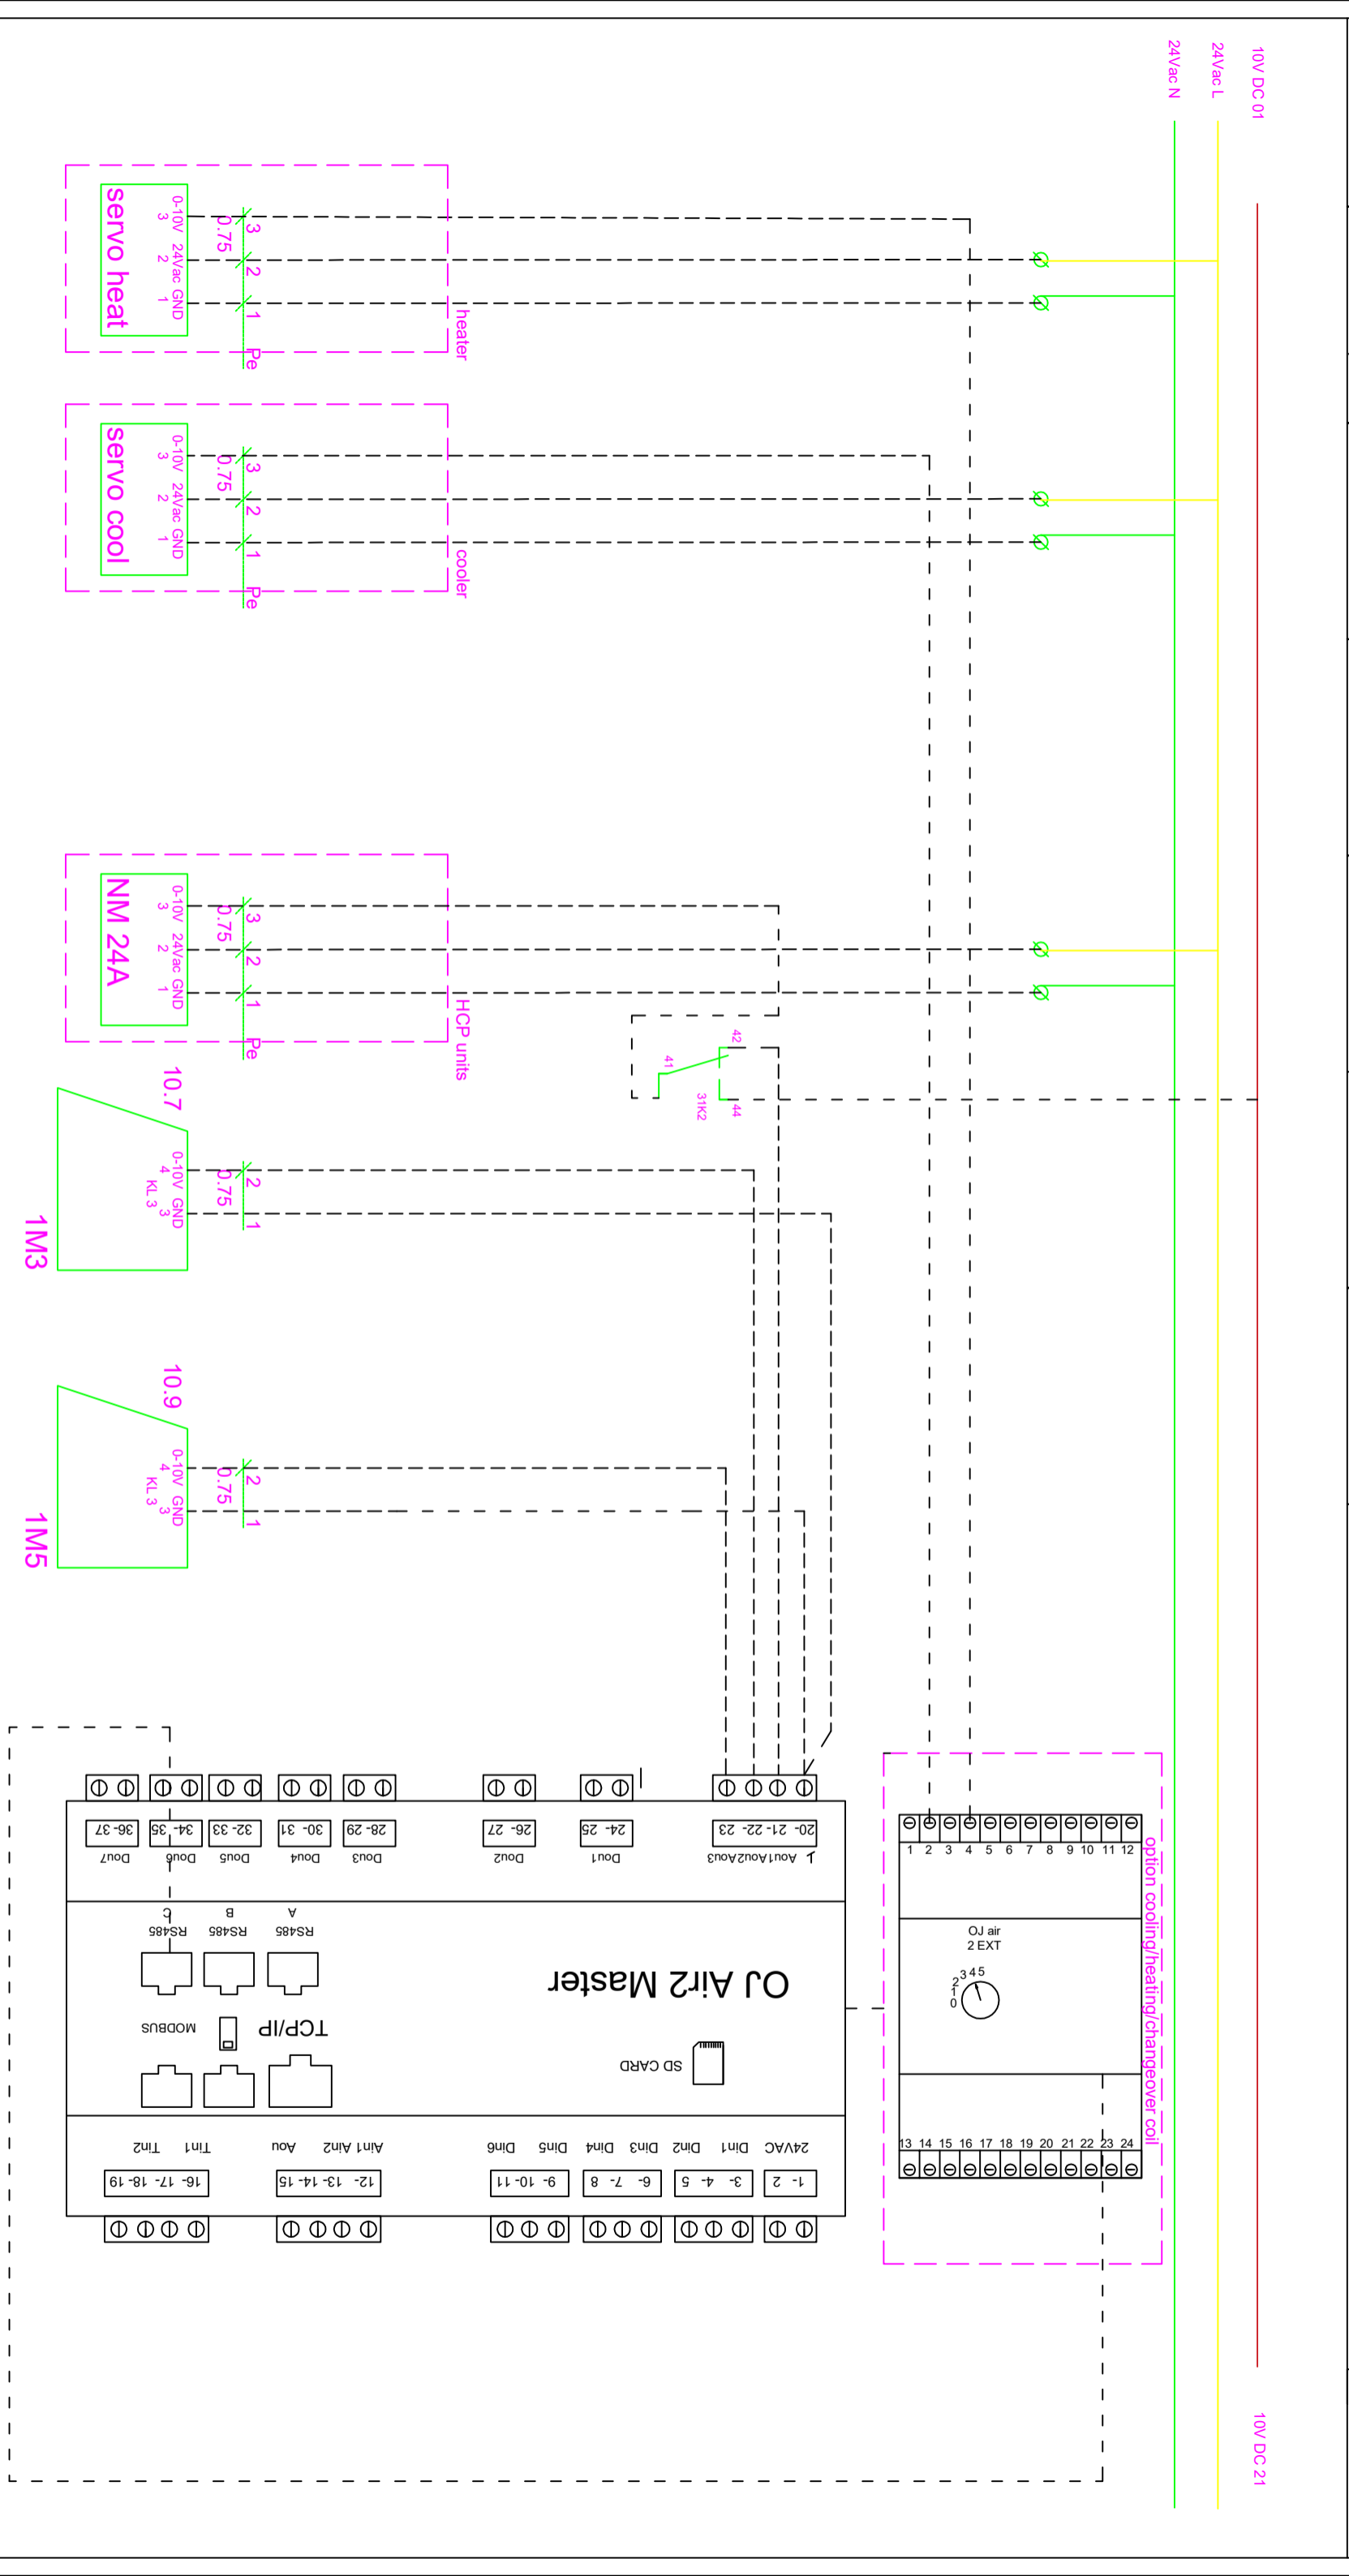 10V DC 01
24Vac L
24Vac N
servo heat
0-10V 24Vac GND
3 2 1
0.75
3
2
1
Pe
heater
servo cool
0-10V 24Vac GND
3 2 1
0.75
3
2
1
Pe
cooler
NM 24A
0-10V 24Vac GND
3 2 1
0.75
3
2
1
Pe
HCP units
42
41
44
31K2
10.7
0-10V GND
4 3
KL 3
0.75
2
1
1M3
10.9
0-10V GND
4 3
KL 3
0.75
2
1
1M5
OJ Air2 Master
20- 21- 22- 23
Aou1 Aou2 Aou3
24- 25
Dou1
26- 27
Dou2
28- 29
Dou3
30- 31
Dou4
32- 33
Dou5
34- 35
Dou6
36- 37
Dou7
RS485
A
RS485
B
RS485
C
TCP/IP
MODBUS
SD CARD
24VAC
1- 2
Din1 Din2
3- 4- 5
Din3 Din4
6- 7- 8
Din5 Din6
9- 10- 11
Ain1 Ain2 Aou
12- 13- 14- 15
Tin1 Tin2
16- 17- 18- 19
1 2 3 4 5 6 7 8 9 10 11 12
OJ air
2 EXT
0 1 2 3 4 5
13 14 15 16 17 18 19 20 21 22 23 24
option cooling/heating/changeover coil
10V DC 21